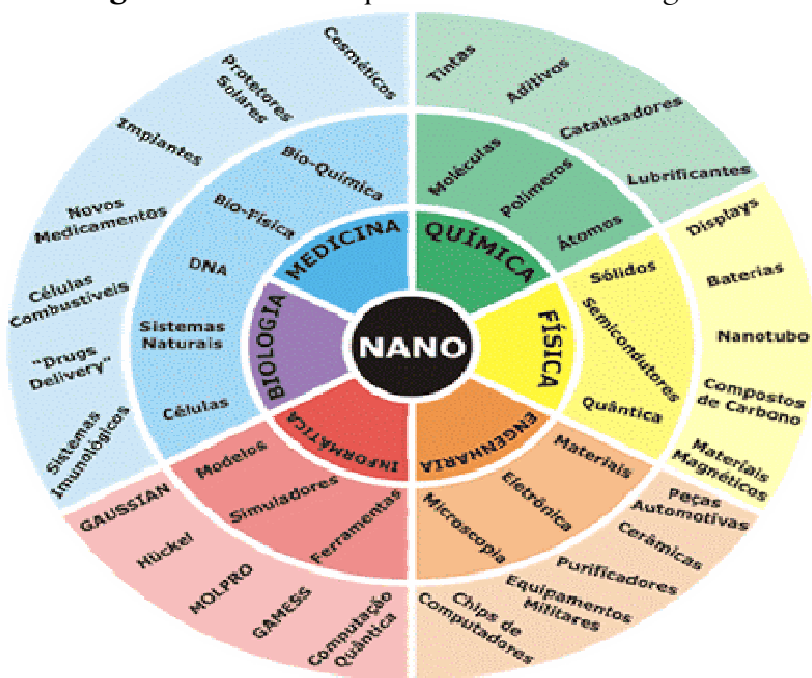 Cosméticos
Protetores
Solares
Implantes
Novos
Medicamentos
Células
Combustíveis
"Drugs
Delivery"
Sistemas
Imunológicos
Tintas
Aditivos
Catalisadores
Lubrificantes
Displays
Baterias
Nanotubo
Compostos
de Carbono
Materiais
Magnéticos
Peças
Automotivas
Cerâmicas
Purificadores
Equipamentos
Militares
Chips de
Computadores
Computação
Quântica
GAMESS
MOLPRO
Hückel
GAUSSIAN
Bio-Química
Bio-Física
DNA
Sistemas
Naturais
Células
Moléculas
Polímeros
Átomos
Sólidos
Semicondutores
Quântica
Materiais
Eletrônica
Microscopia
Ferramentas
Simuladores
Modelos
MEDICINA
QUÍMICA
FÍSICA
ENGENHARIA
INFORMÁTICA
BIOLOGIA
NANO